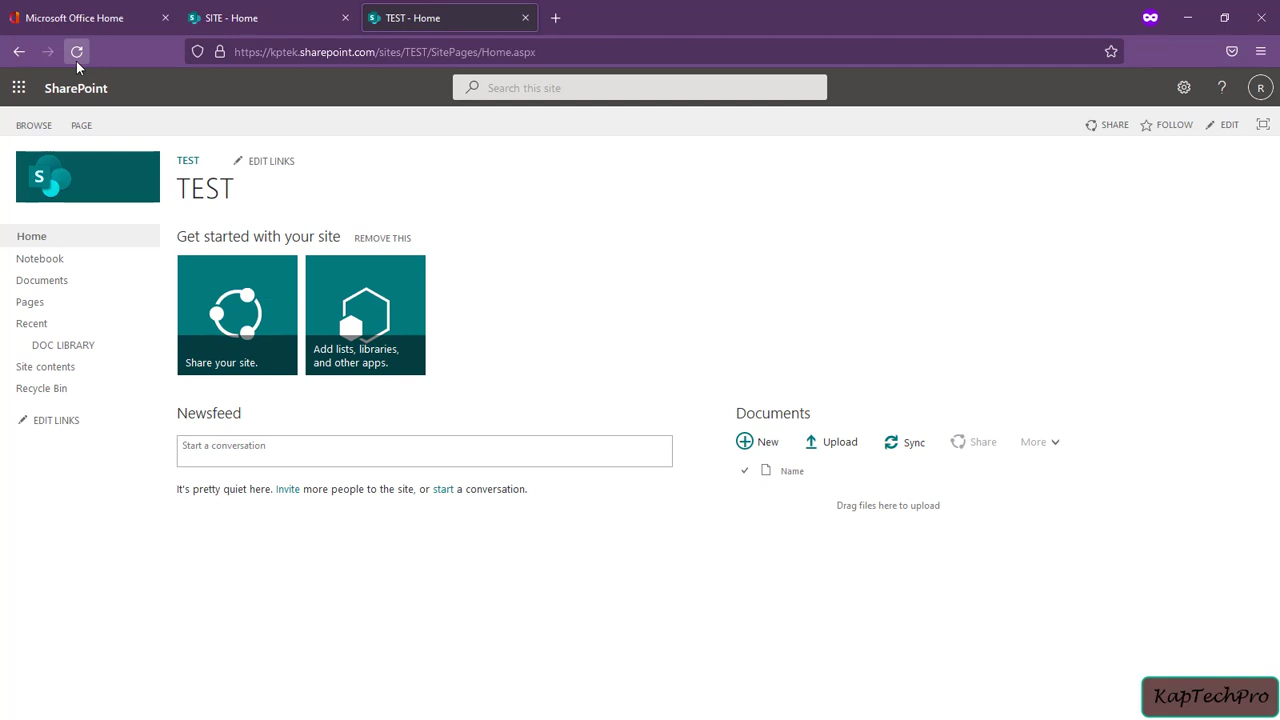 Microsoft Office Home
SITE - Home
TEST - Home
https://kptek.sharepoint.com/sites/TEST/SitePages/Home.aspx
SharePoint
Search this site
R
BROWSE
PAGE
SHARE
FOLLOW
EDIT
S
TEST
EDIT LINKS
TEST
Home
Notebook
Documents
Pages
Recent
DOC LIBRARY
Site contents
Recycle Bin
EDIT LINKS
Get started with your site
REMOVE THIS
Share your site.
Add lists, libraries,
and other apps.
Newsfeed
Start a conversation
It's pretty quiet here. Invite more people to the site, or start a conversation.
Documents
New
Upload
Sync
Share
More
Name
Drag files here to upload
KapTechPro